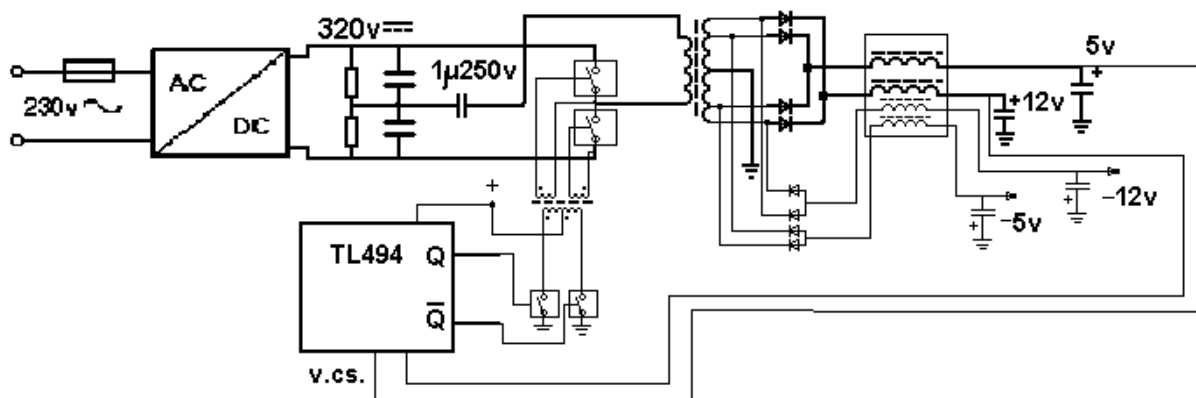 320v
5v
AC
1µ250v
230v
DC
+
+12v
+
+
−12v
+
−5v
+
TL494
Q
Q̅
v.cs.